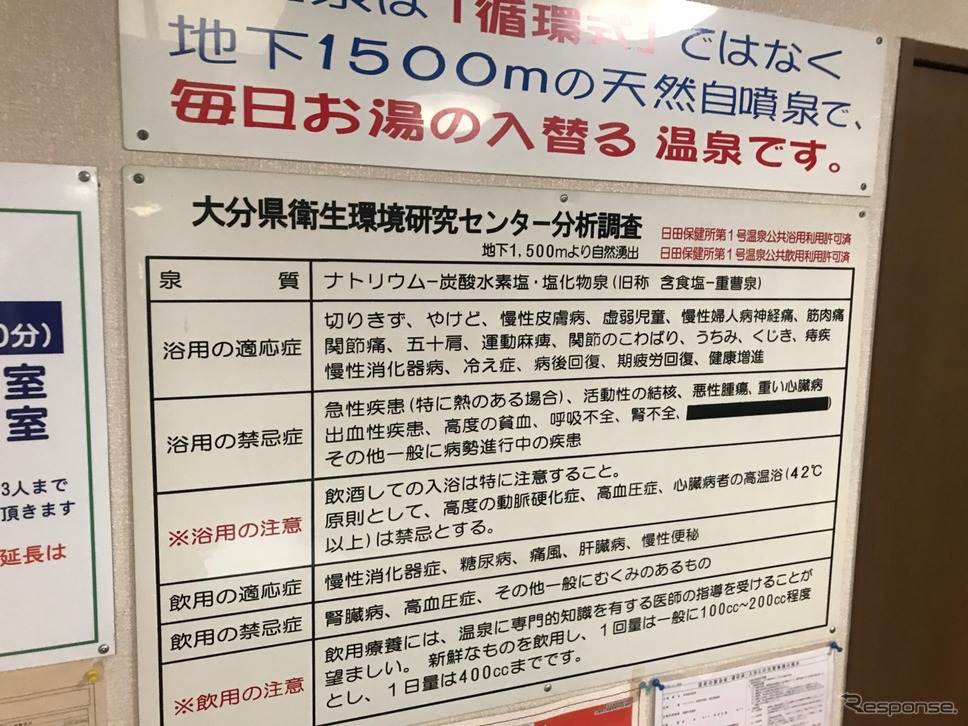 泉は「循環式」ではなく
地下1500mの天然自噴泉で、
毎日お湯の入替る 温泉です。
大分県衛生環境研究センター分析調査
地下1,500mより自然湧出
日田保健所第1号温泉公共浴用利用許可済
日田保健所第1号温泉公共飲用利用許可済
泉 質
ナトリウム−炭酸水素塩・塩化物泉(旧称 含食塩−重曹泉)
浴用の適応症
切りきず、やけど、慢性皮膚病、虚弱児童、慢性婦人病神経痛、筋肉痛
関節痛、五十肩、運動麻痺、関節のこわばり、うちみ、くじき、痔疾
慢性消化器病、冷え症、病後回復、期疲労回復、健康増進
浴用の禁忌症
急性疾患(特に熱のある場合)、活動性の結核、悪性腫瘍、重い心臓病
出血性疾患、高度の貧血、呼吸不全、腎不全、
その他一般に病勢進行中の疾患
※浴用の注意
飲酒しての入浴は特に注意すること。
原則として、高度の動脈硬化症、高血圧症、心臓病者の高温浴(42℃
以上)は禁忌とする。
飲用の適応症
慢性消化器症、糖尿病、痛風、肝臓病、慢性便秘
飲用の禁忌症
腎臓病、高血圧症、その他一般にむくみのあるもの
※飲用の注意
飲用療養には、温泉に専門的知識を有する医師の指導を受けることが
望ましい。 新鮮なものを飲用し、1回量は一般に100cc~200cc程度
とし、1日量は400ccまでです。
0分)
室
室
3人まで
頂きます
延長は
Response.